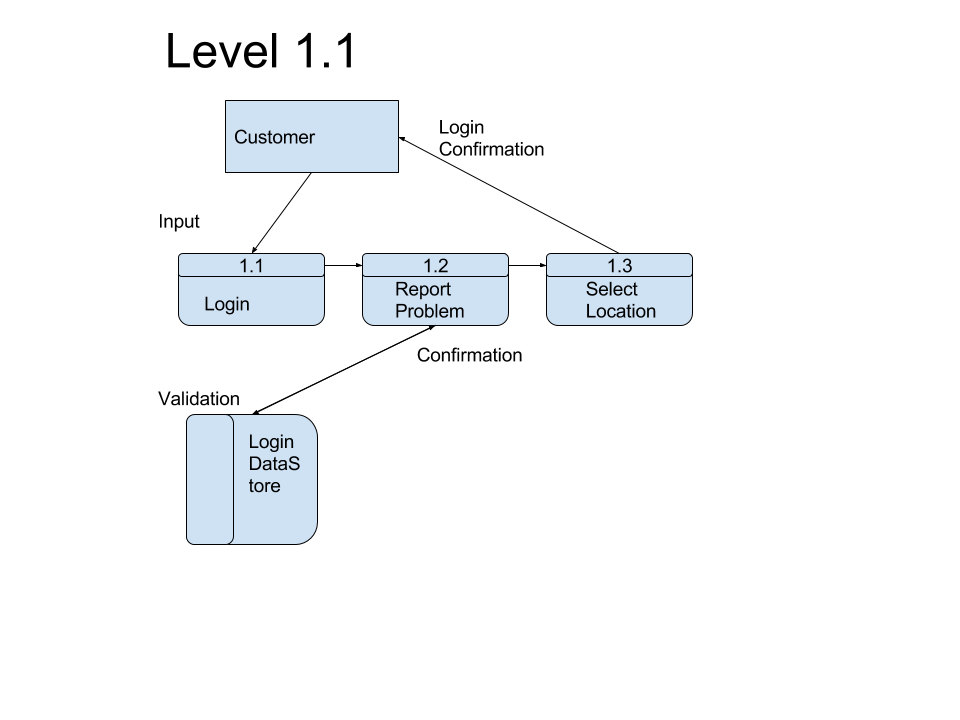 Level 1.1
Customer
Login
Confirmation
Input
1.1
Login
1.2
Report
Problem
1.3
Select
Location
Confirmation
Validation
Login
DataS
tore